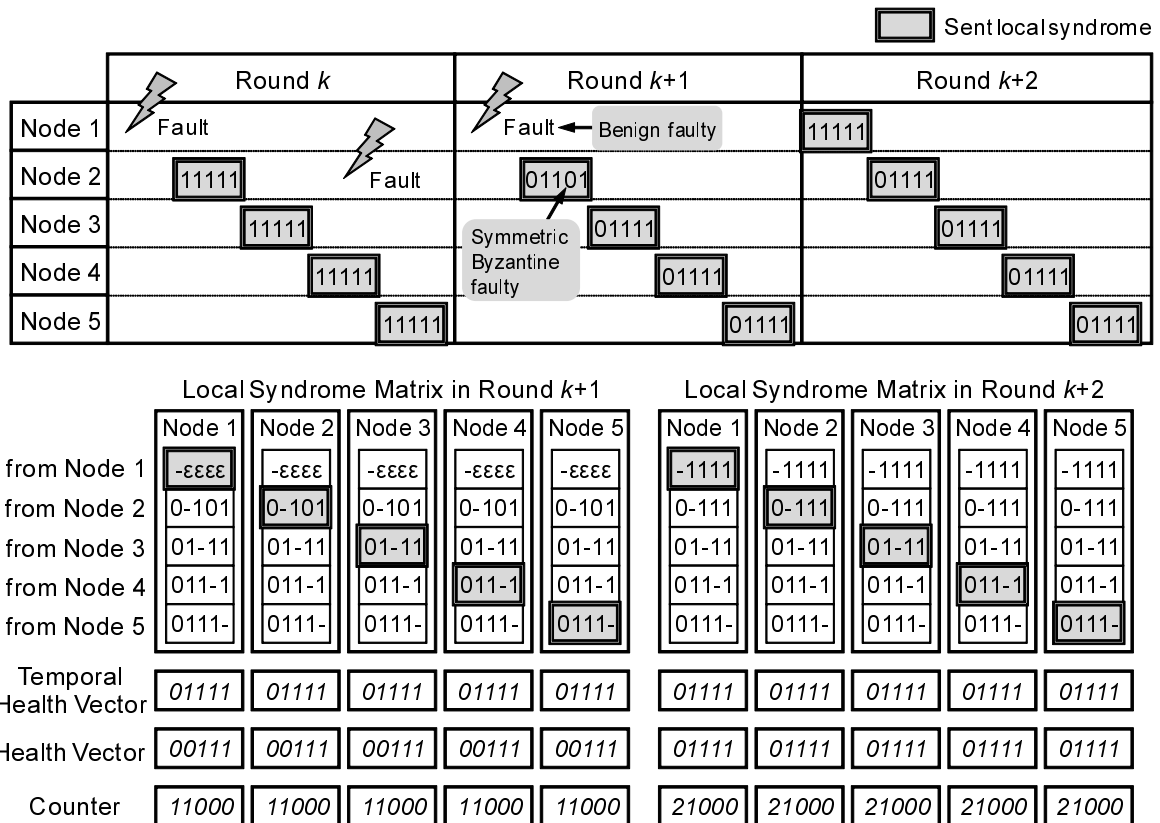 Sent local syndrome
Round k Round k+1 Round k+2
Node 1 Fault Fault Benign faulty 11111
Node 2 11111 Fault 01101 01111
Node 3 11111 Symmetric Byzantine faulty 01111 01111
Node 4 11111 01111 01111
Node 5 11111 01111 01111
Local Syndrome Matrix in Round k+1 Local Syndrome Matrix in Round k+2
Node 1 Node 2 Node 3 Node 4 Node 5 Node 1 Node 2 Node 3 Node 4 Node 5
from Node 1 -εεεε -εεεε -εεεε -εεεε -εεεε -1111 -1111 -1111 -1111 -1111
from Node 2 0-101 0-101 0-101 0-101 0-101 0-111 0-111 0-111 0-111 0-111
from Node 3 01-11 01-11 01-11 01-11 01-11 01-11 01-11 01-11 01-11 01-11
from Node 4 011-1 011-1 011-1 011-1 011-1 011-1 011-1 011-1 011-1 011-1
from Node 5 0111- 0111- 0111- 0111- 0111- 0111- 0111- 0111- 0111- 0111-
Temporal
Health Vector 01111 01111 01111 01111 01111 01111 01111 01111 01111 01111
Health Vector 00111 00111 00111 00111 00111 01111 01111 01111 01111 01111
Counter 11000 11000 11000 11000 11000 21000 21000 21000 21000 21000